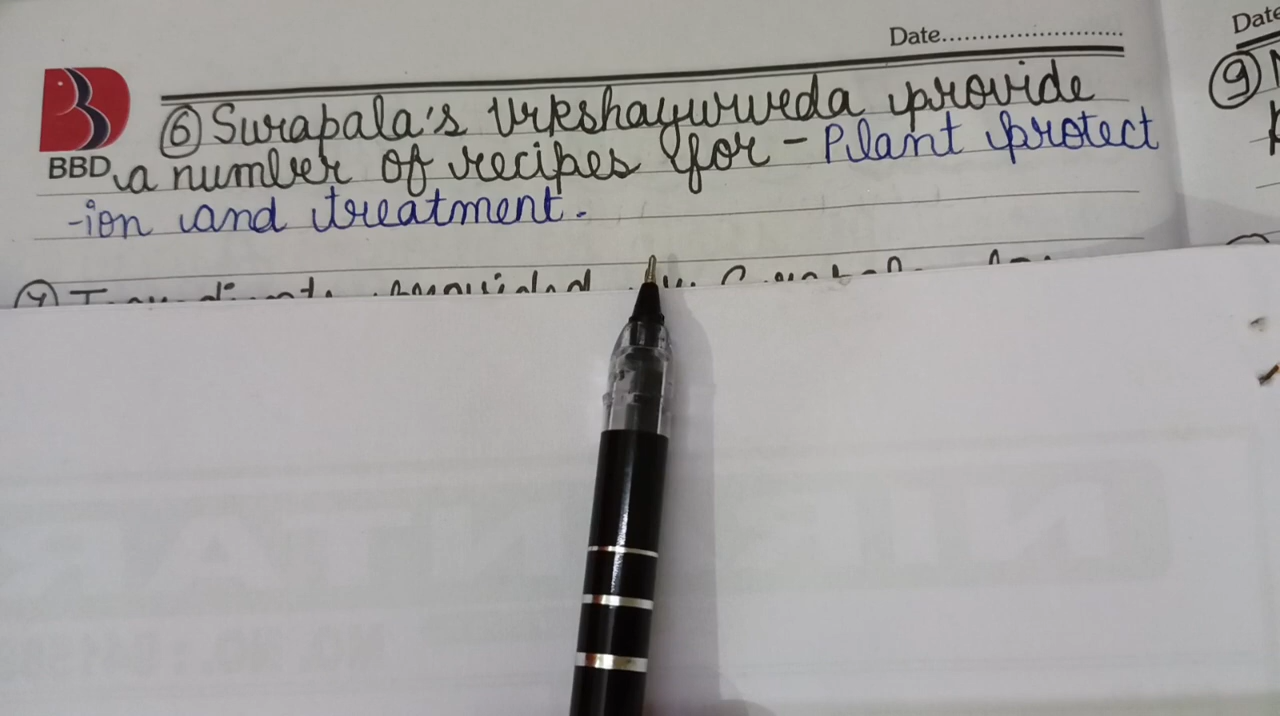 Date............................
Date
BBD
⑥ Surapala's Vrkshayurveda provide
a number of recipes for - Plant protect
-ion and treatment.
⑨